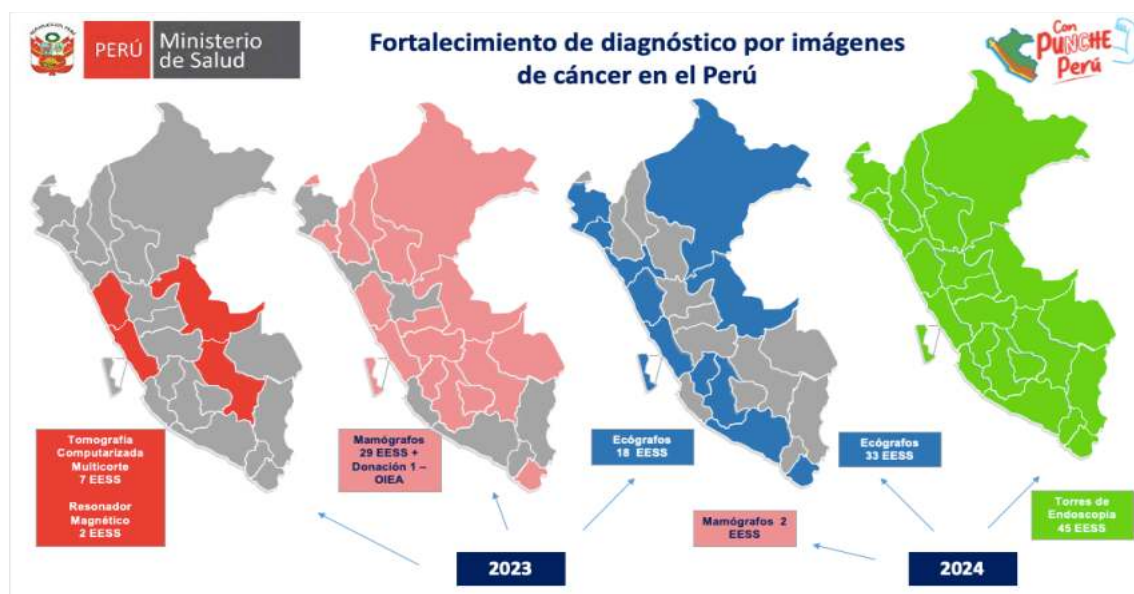 PERÚ
Ministerio
de Salud
Fortalecimiento de diagnóstico por imágenes
de cáncer en el Perú
Con
PUNCHE
Perú
Tomografía
Computarizada
Multicorte
7 EESS
Resonador
Magnético
2 EESS
Mamógrafos
29 EESS +
Donación 1 –
OIEA
Ecógrafos
18 EESS
Ecógrafos
33 EESS
Mamógrafos 2
EESS
Torres de
Endoscopia
45 EESS
2023
2024